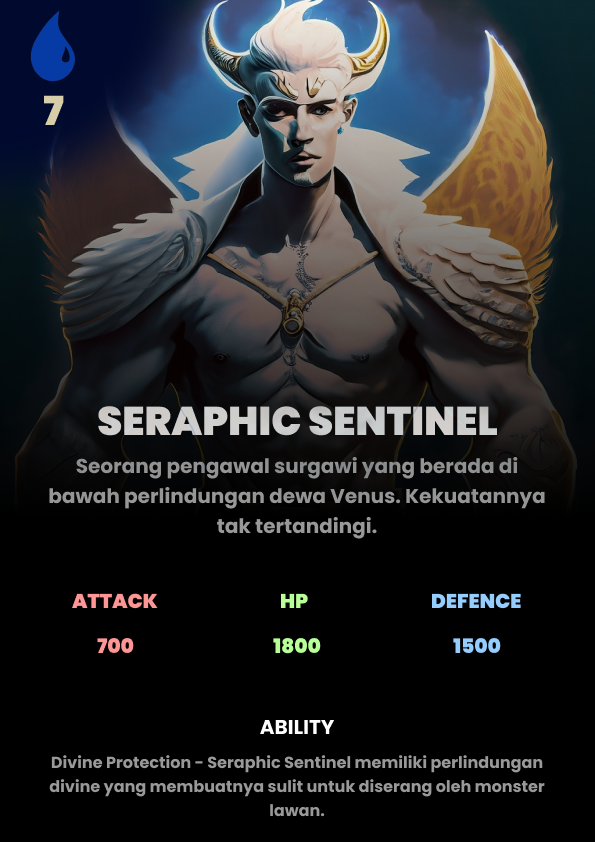 7
SERAPHIC SENTINEL
Seorang pengawal surgawi yang berada di
bawah perlindungan dewa Venus. Kekuatannya
tak tertandingi.
ATTACK HP DEFENCE
700 1800 1500
ABILITY
Divine Protection - Seraphic Sentinel memiliki perlindungan
divine yang membuatnya sulit untuk diserang oleh monster
lawan.